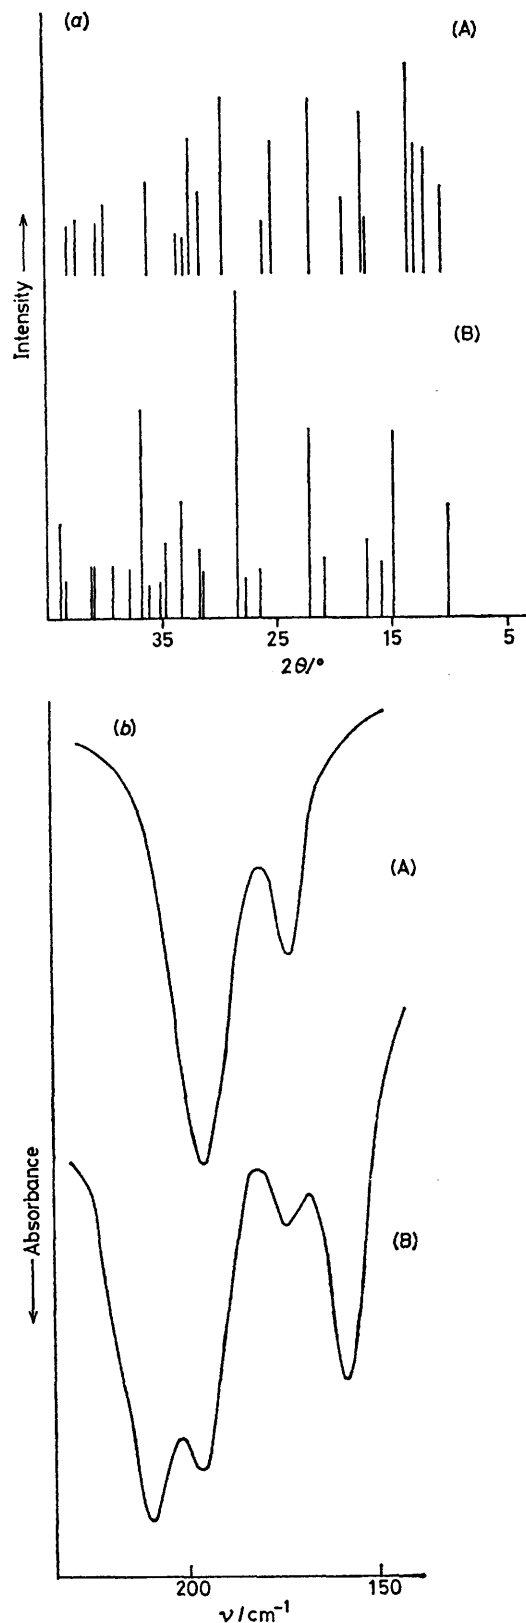 (a)
(A)
Intensity →
(B)
35 25 15 5
2θ/°
(b)
(A)
← Absorbance
(B)
200 150
ν/cm⁻¹